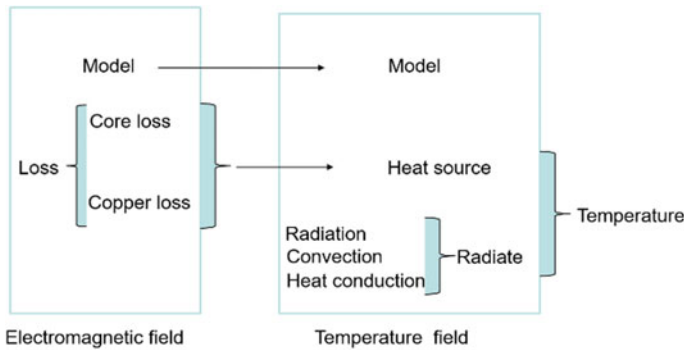 Model
Core loss
Loss
Copper loss
Electromagnetic field
Model
Heat source
Radiation
Convection
Heat conduction
Radiate
Temperature
Temperature field